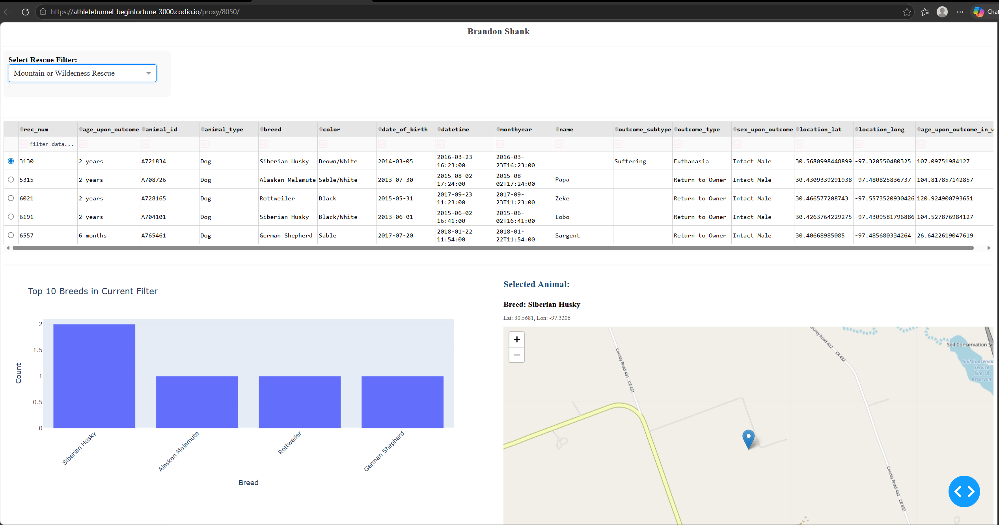 https://athletetunnel-beginfortune-3000.codio.io/proxy/8050/
Brandon Shank
Select Rescue Filter:
Mountain or Wilderness Rescue
rec_num age_upon_outcome animal_id animal_type breed color date_of_birth datetime monthyear name outcome_subtype outcome_type sex_upon_outcome location_lat location_long
filter data...
3130 2 years A721834 Dog Siberian Husky Brown/White 2014-03-05 2016-03-23 16:23:00 2016-03-23T16:23:00 Suffering Euthanasia Intact Male 30.5680998448899 -97.320550480325 107.09751984127
5315 2 years A708726 Dog Alaskan Malamute Sable/White 2013-07-30 2015-08-02 17:24:00 2015-08-02T17:24:00 Papa Return to Owner Intact Male 30.4309339291938 -97.480825836737 104.817857142857
6021 2 years A728165 Dog Rottweiler Black 2015-05-31 2017-09-23 11:23:00 2017-09-23T11:23:00 Zeke Return to Owner Intact Male 30.466577208743 -97.5573520930426 120.924900793651
6191 2 years A704101 Dog Siberian Husky Black/White 2013-06-01 2015-06-02 16:41:00 2015-06-02T16:41:00 Lobo Return to Owner Intact Male 30.4263764229275 -97.4309581796886 104.527876984127
6557 6 months A765461 Dog German Shepherd Sable 2017-07-20 2018-01-22 11:54:00 2018-01-22T11:54:00 Sargent Return to Owner Intact Male 30.40668985085 -97.485680334264 26.6422619047619
Top 10 Breeds in Current Filter
Count
2
1.5
1
0.5
0
Siberian Husky
Alaskan Malamute
Rottweiler
German Shepherd
Breed
Selected Animal:
Breed: Siberian Husky
Lat: 30.5681, Lon: -97.3206
+
−
County Road 431
CR 431
County Road 432
CR 432
Soil Conservation
Service
Site 18
Reservoir
County Road 432
CR 432